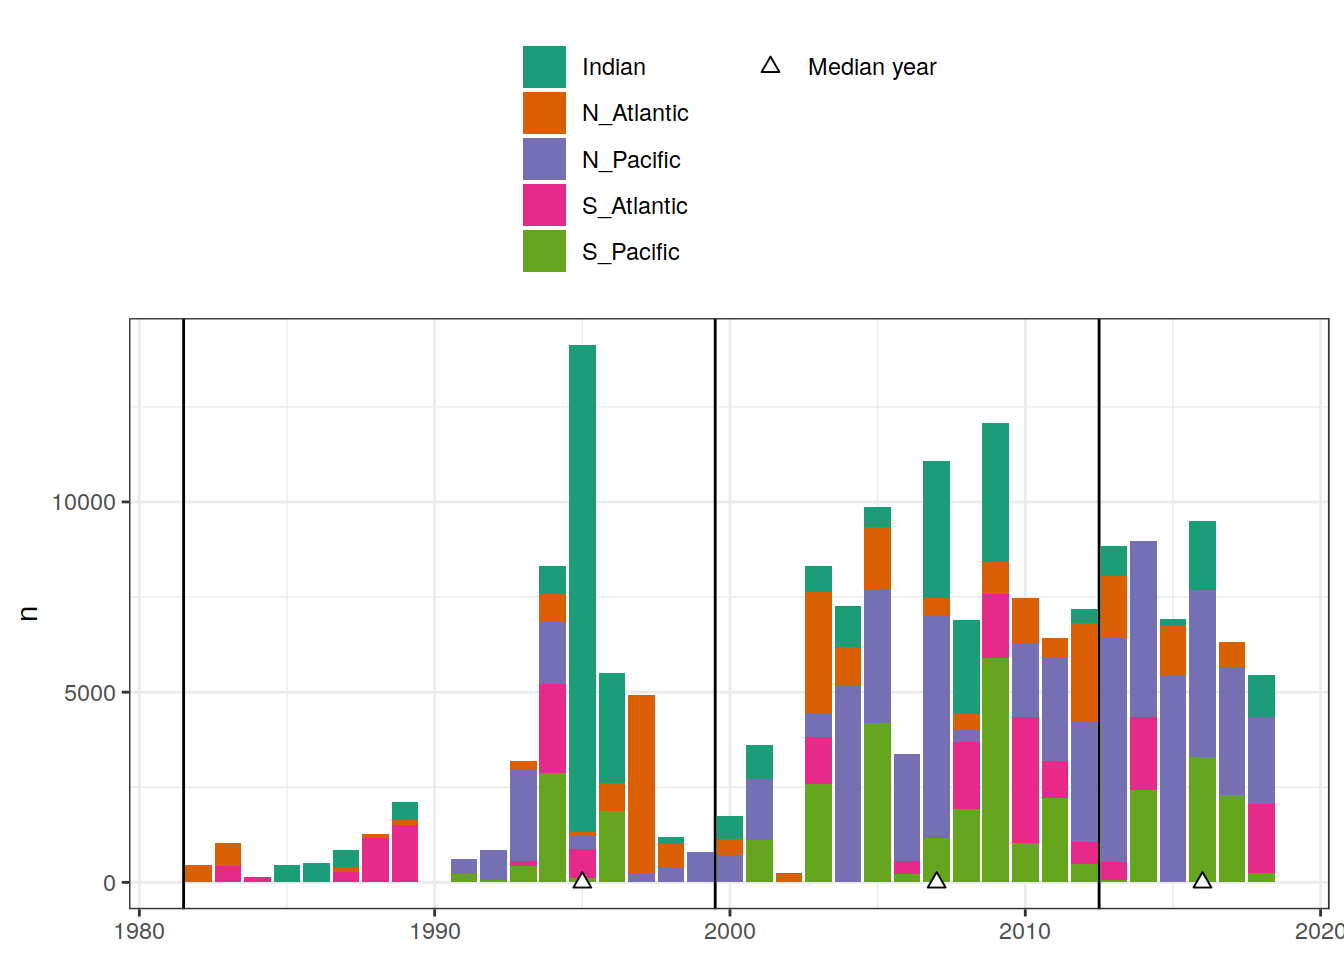 Indian
N_Atlantic
N_Pacific
S_Atlantic
S_Pacific
Median year
n
10000
5000
0
1980
1990
2000
2010
2020